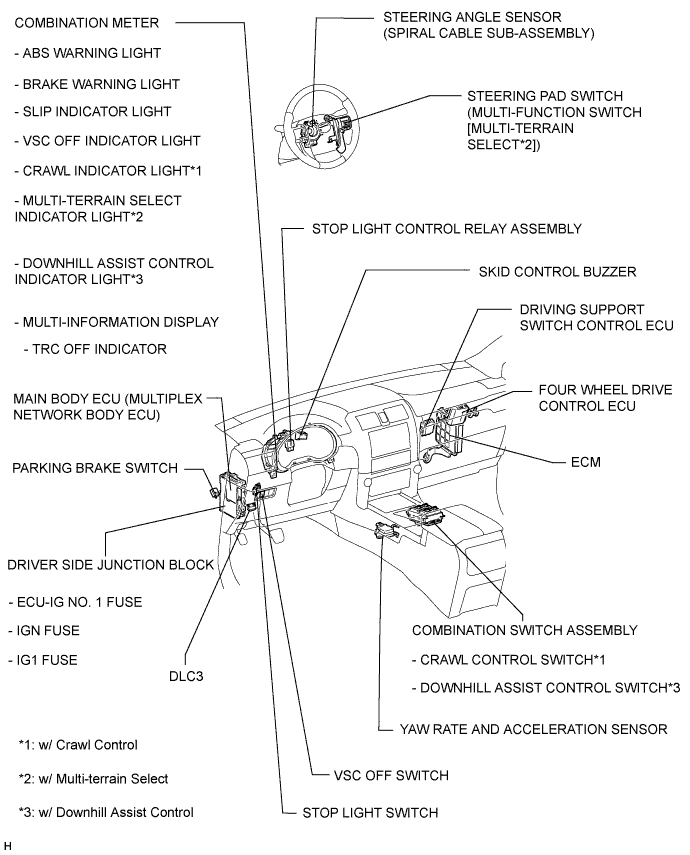 COMBINATION METER
- ABS WARNING LIGHT
- BRAKE WARNING LIGHT
- SLIP INDICATOR LIGHT
- VSC OFF INDICATOR LIGHT
- CRAWL INDICATOR LIGHT*1
- MULTI-TERRAIN SELECT
INDICATOR LIGHT*2
- DOWNHILL ASSIST CONTROL
INDICATOR LIGHT*3
- MULTI-INFORMATION DISPLAY
- TRC OFF INDICATOR
STEERING ANGLE SENSOR
(SPIRAL CABLE SUB-ASSEMBLY)
STEERING PAD SWITCH
(MULTI-FUNCTION SWITCH
[MULTI-TERRAIN
SELECT*2])
STOP LIGHT CONTROL RELAY ASSEMBLY
SKID CONTROL BUZZER
DRIVING SUPPORT
SWITCH CONTROL ECU
FOUR WHEEL DRIVE
CONTROL ECU
ECM
MAIN BODY ECU (MULTIPLEX
NETWORK BODY ECU)
PARKING BRAKE SWITCH
DRIVER SIDE JUNCTION BLOCK
- ECU-IG NO. 1 FUSE
- IGN FUSE
- IG1 FUSE
DLC3
COMBINATION SWITCH ASSEMBLY
- CRAWL CONTROL SWITCH*1
- DOWNHILL ASSIST CONTROL SWITCH*3
YAW RATE AND ACCELERATION SENSOR
VSC OFF SWITCH
STOP LIGHT SWITCH
*1: w/ Crawl Control
*2: w/ Multi-terrain Select
*3: w/ Downhill Assist Control
H